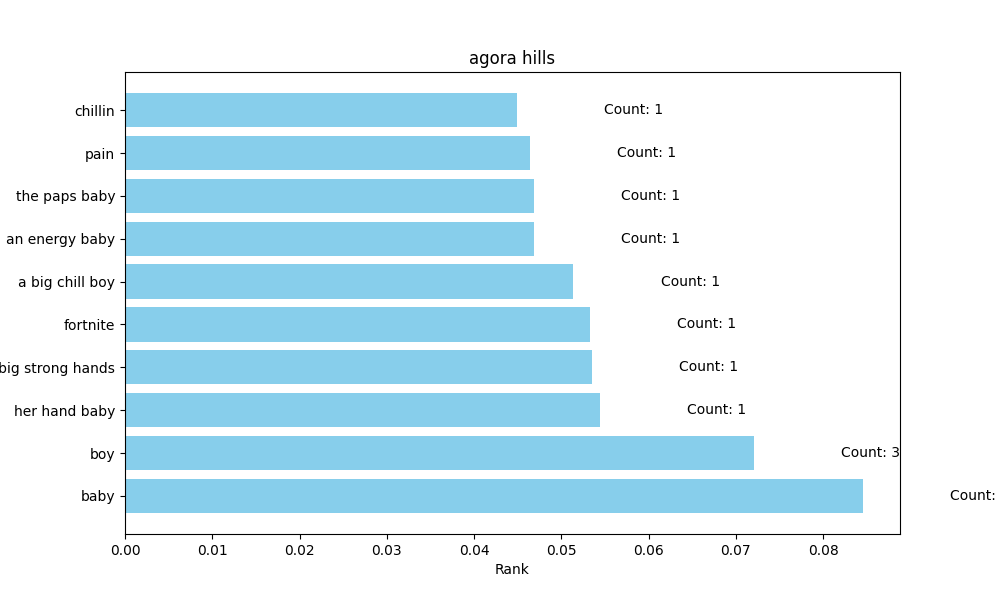 agora hills
chillin Count: 1
pain Count: 1
the paps baby Count: 1
an energy baby Count: 1
a big chill boy Count: 1
fortnite Count: 1
big strong hands Count: 1
her hand baby Count: 1
boy Count: 3
baby Count:
0.00 0.01 0.02 0.03 0.04 0.05 0.06 0.07 0.08
Rank